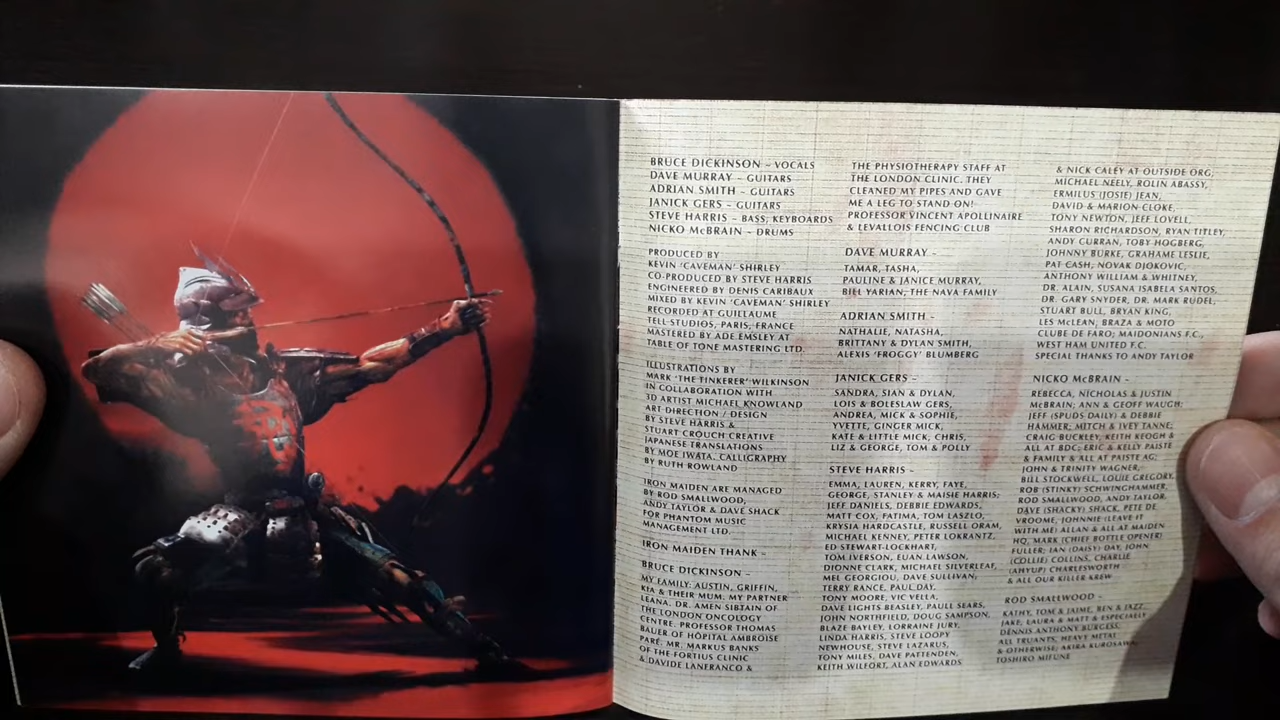 BRUCE DICKINSON – VOCALS
DAVE MURRAY – GUITARS
ADRIAN SMITH – GUITARS
JANICK GERS – GUITARS
STEVE HARRIS – BASS, KEYBOARDS
NICKO McBRAIN – DRUMS
PRODUCED BY
KEVIN 'CAVEMAN' SHIRLEY
CO-PRODUCED BY STEVE HARRIS
ENGINEERED BY DENIS CARIBAUX
MIXED BY KEVIN 'CAVEMAN' SHIRLEY
RECORDED AT GUILLAUME
TELL STUDIOS, PARIS, FRANCE
MASTERED BY ADE EMSLEY AT
TABLE OF TONE MASTERING LTD.
ILLUSTRATIONS BY
MARK 'THE TINKERER' WILKINSON
IN COLLABORATION WITH
3D ARTIST MICHAEL KNOWLAND
ART DIRECTION / DESIGN
BY STEVE HARRIS &
STUART CROUCH CREATIVE
JAPANESE TRANSLATIONS
BY MOE IWATA, CALLIGRAPHY
BY RUTH ROWLAND
IRON MAIDEN ARE MANAGED
BY ROD SMALLWOOD,
ANDY TAYLOR & DAVE SHACK
FOR PHANTOM MUSIC
MANAGEMENT LTD.
IRON MAIDEN THANK –
BRUCE DICKINSON –
MY FAMILY: AUSTIN, GRIFFIN,
KIA & THEIR MUM. MY PARTNER
LEANA. DR. AMEN SIBTAIN OF
THE LONDON ONCOLOGY
CENTRE. PROFESSOR THOMAS
BAUER OF HÔPITAL AMBROISE
PARÉ; MR. MARKUS BANKS
OF THE FORTIUS CLINIC
& DAVIDE LANFRANCO &
THE PHYSIOTHERAPY STAFF AT
THE LONDON CLINIC. THEY
CLEANED MY PIPES AND GAVE
ME A LEG TO STAND ON!
PROFESSOR VINCENT APOLLINAIRE
& LEVALLOIS FENCING CLUB
DAVE MURRAY –
TAMAR, TASHA,
PAULINE & JANICE MURRAY,
BILL YARIAN, THE NAVA FAMILY
ADRIAN SMITH –
NATHALIE, NATASHA,
BRITTANY & DYLAN SMITH,
ALEXIS 'FROGGY' BLUMBERG
JANICK GERS –
SANDRA, SIAN & DYLAN,
LOIS & BOLESLAW GERS,
ANDREA, MICK & SOPHIE,
YVETTE, GINGER MICK,
KATE & LITTLE MICK, CHRIS,
LIZ & GEORGE, TOM & POLLY
STEVE HARRIS –
EMMA, LAUREN, KERRY, FAYE,
GEORGE, STANLEY & MAISIE HARRIS;
JEFF DANIELS, DEBBIE EDWARDS,
MATT COX, FATIMA, TOM LASZLO,
KRYSIA HARDCASTLE, RUSSELL ORAM,
MICHAEL KENNEY, PETER LOKRANTZ,
ED STEWART-LOCKHART,
TOM IVERSON, EUAN LAWSON,
DIONNE CLARK, MICHAEL SILVERLEAF,
MEL GEORGIOU, DAVE SULLIVAN;
TERRY RANCE, PAUL DAY,
TONY MOORE, VIC VELLA,
DAVE LIGHTS BEASLEY, PAULL SEARS,
JOHN NORTHFIELD, DOUG SAMPSON,
BLAZE BAYLEY, LORRAINE JURY,
LINDA HARRIS, STEVE LOOPY
NEWHOUSE, STEVE LAZARUS,
TONY MILES, DAVE PATTENDEN,
KEITH WILFORT, ALAN EDWARDS
& NICK CALEY AT OUTSIDE ORG;
MICHAEL NEELY, ROLIN ABASSY,
ERMILUS (JOSIE) JEAN,
DAVID & MARION CLOKE,
TONY NEWTON, JEFF LOVELL,
SHARON RICHARDSON, RYAN TITLEY,
ANDY CURRAN, TOBY HOGBERG,
JOHNNY BURKE, GRAHAME LESLIE,
PAT CASH, NOVAK DJOKOVIC,
ANTHONY WILLIAM & WHITNEY,
DR. ALAIN, SUSANA ISABELA SANTOS,
DR. GARY SNYDER, DR. MARK RUDEL,
STUART BULL, BRYAN KING,
LES McLEAN, BRAZA & MOTO
CLUBE DE FARO; MAIDONIANS F.C.,
WEST HAM UNITED F.C.
SPECIAL THANKS TO ANDY TAYLOR
NICKO McBRAIN –
REBECCA, NICHOLAS & JUSTIN
McBRAIN; ANN & GEOFF WAUGH;
JEFF (SPUDS DAILY) & DEBBIE
HAMMER; MITCH & IVEY TANNE;
CRAIG BUCKLEY, KEITH KEOGH &
ALL AT BDC; ERIC & KELLY PAISTE
& FAMILY & ALL AT PAISTE AG;
JOHN & TRINITY WAGNER,
BILL STOCKWELL, LOUIE GREGORY,
ROB (STINKY) SCHWINGHAMMER,
ROD SMALLWOOD, ANDY TAYLOR,
DAVE (SHACKY) SHACK, PETE DE
VROOME, JOHNNIE (LEAVE IT
WITH ME) ALLAN & ALL AT MAIDEN
HQ, MARK (CHIEF BOTTLE OPENER)
FULLER; IAN (DAISY) DAY, JOHN
(COLLIE) COLLINS, CHARLIE
(AHYUP) CHARLESWORTH
& ALL OUR KILLER KREW
ROD SMALLWOOD –
KATHY, TOM & JAIME, BEN & JAZZ,
JAKE, LAURA & MATT & ESPECIALLY
DENNIS ANTHONY BURGESS,
ALL TRUANTS, HEAVY METAL
& OTHERWISE; AKIRA KUROSAWA,
TOSHIRO MIFUNE